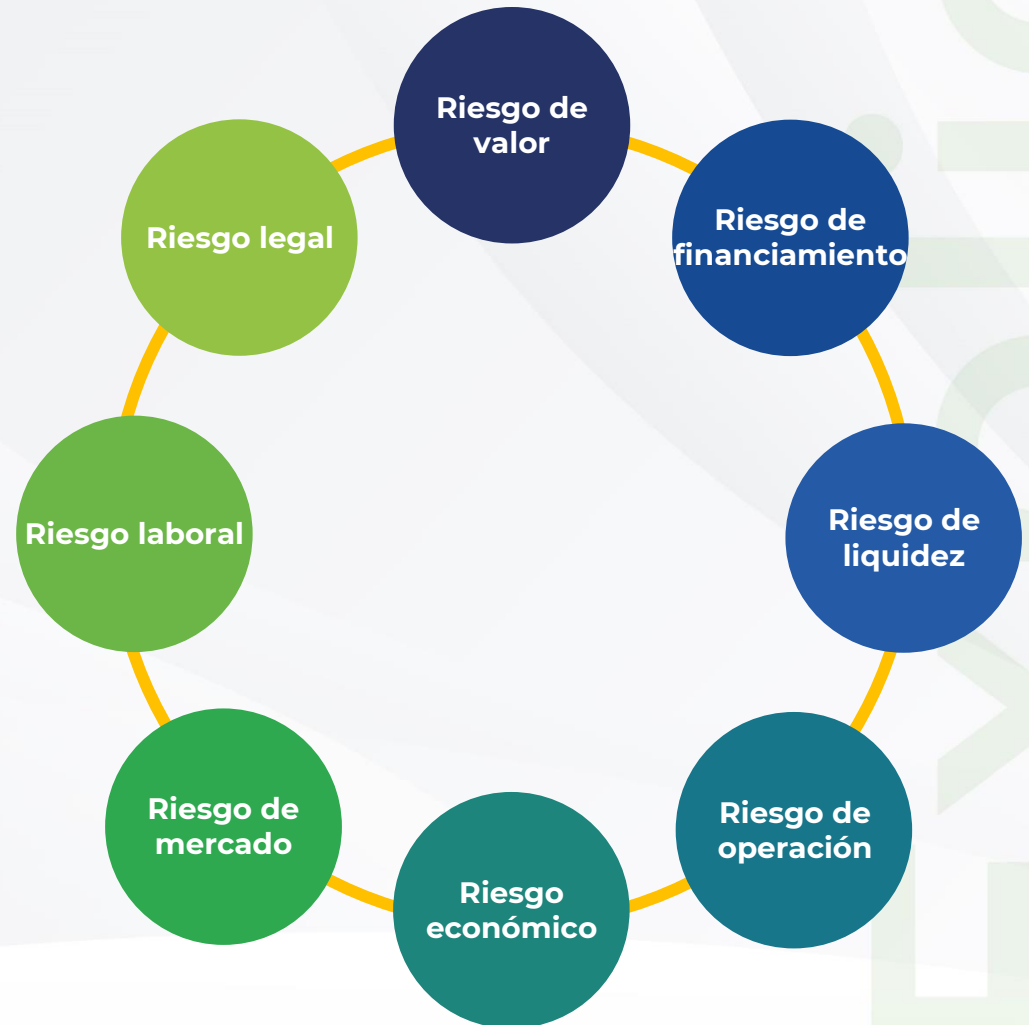 Riesgo de
valor
Riesgo de
financiamiento
Riesgo de
liquidez
Riesgo de
operación
Riesgo
económico
Riesgo de
mercado
Riesgo laboral
Riesgo legal